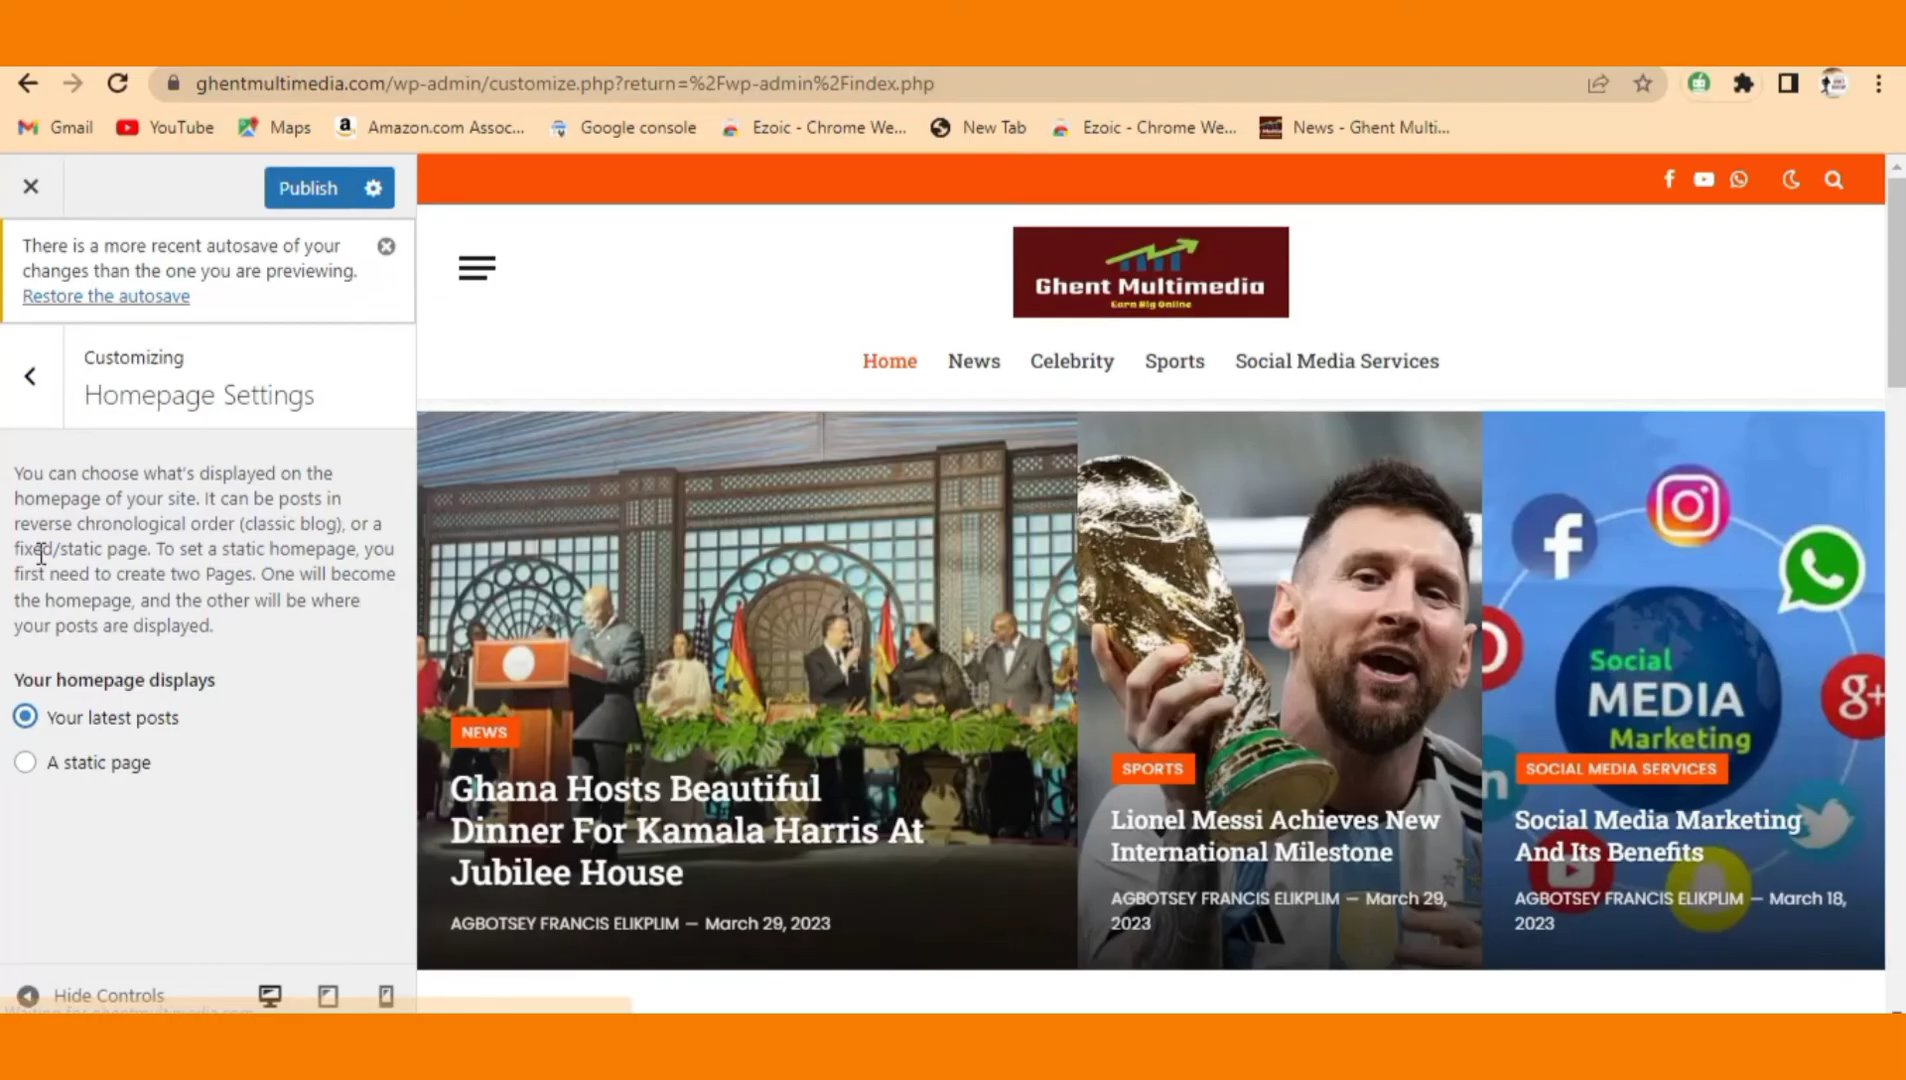 ghentmultimedia.com/wp-admin/customize.php?return=%2Fwp-admin%2Findex.php
Gmail YouTube Maps Amazon.com Assoc... Google console Ezoic - Chrome We... New Tab Ezoic - Chrome We... News - Ghent Multi...
Publish
There is a more recent autosave of your
changes than the one you are previewing.
Restore the autosave
Customizing
Homepage Settings
You can choose what's displayed on the
homepage of your site. It can be posts in
reverse chronological order (classic blog), or a
fixed/static page. To set a static homepage, you
first need to create two Pages. One will become
the homepage, and the other will be where
your posts are displayed.
Your homepage displays
Your latest posts
A static page
Hide Controls
Waiting for ghentmultimedia.com...
Ghent Multimedia
Earn Big Online
Home News Celebrity Sports Social Media Services
NEWS
Ghana Hosts Beautiful
Dinner For Kamala Harris At
Jubilee House
AGBOTSEY FRANCIS ELIKPLIM — March 29, 2023
SPORTS
Lionel Messi Achieves New
International Milestone
AGBOTSEY FRANCIS ELIKPLIM — March 29,
2023
Social
MEDIA
Marketing
g+
in
SOCIAL MEDIA SERVICES
Social Media Marketing
And Its Benefits
AGBOTSEY FRANCIS ELIKPLIM — March 18,
2023